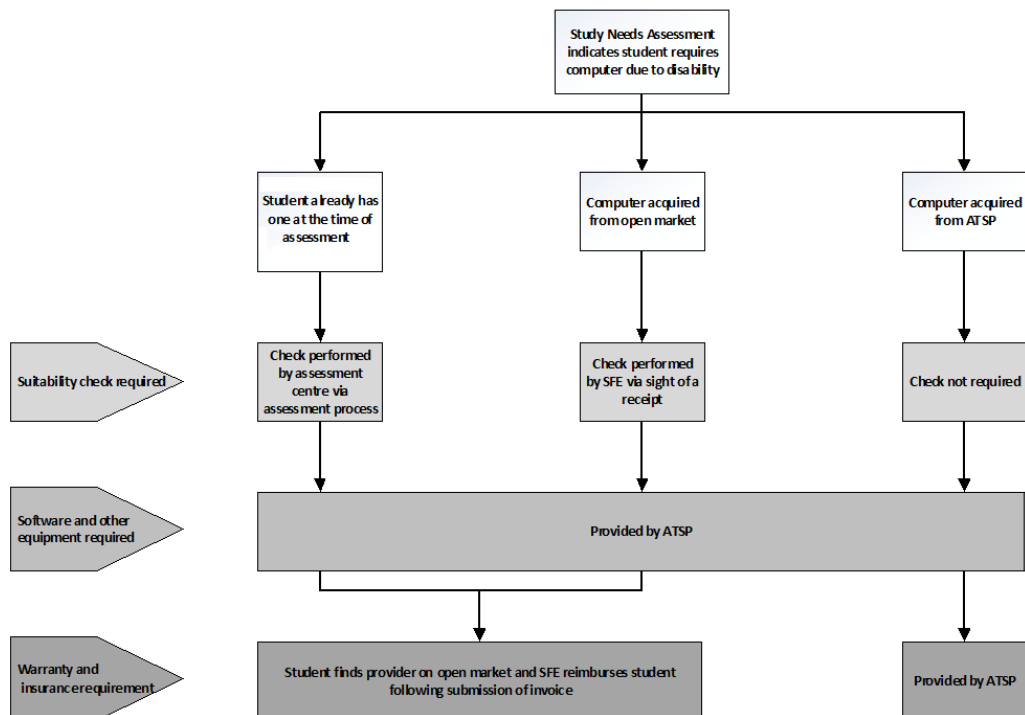 Study Needs Assessment
indicates student requires
computer due to disability
Student already has
one at the time of
assessment
Computer acquired
from open market
Computer acquired
from ATSP
Suitability check required
Check performed
by assessment
centre via
assessment process
Check performed
by SFE via sight of a
receipt
Check not required
Software and other
equipment required
Provided by ATSP
Warranty and
insurance requirement
Student finds provider on open market and SFE reimburses student
following submission of invoice
Provided by ATSP